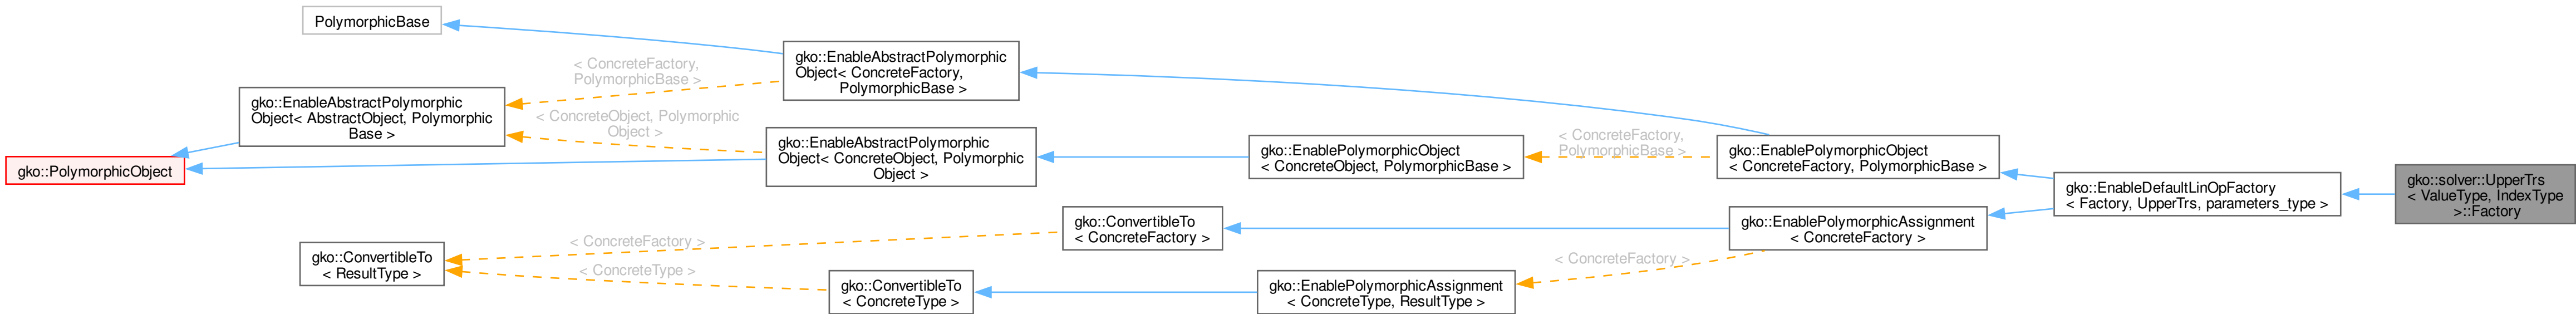 PolymorphicBase
gko::EnableAbstractPolymorphic
Object< ConcreteFactory,
PolymorphicBase >
< ConcreteFactory,
PolymorphicBase >
gko::EnableAbstractPolymorphic
Object< AbstractObject, Polymorphic
Base >
< ConcreteObject, Polymorphic
Object >
gko::PolymorphicObject
gko::EnableAbstractPolymorphic
Object< ConcreteObject, Polymorphic
Object >
gko::EnablePolymorphicObject
< ConcreteObject, PolymorphicBase >
< ConcreteFactory,
PolymorphicBase >
gko::EnablePolymorphicObject
< ConcreteFactory, PolymorphicBase >
gko::EnableDefaultLinOpFactory
< Factory, UpperTrs, parameters_type >
gko::solver::UpperTrs
< ValueType, IndexType
>::Factory
gko::ConvertibleTo
< ConcreteFactory >
gko::EnablePolymorphicAssignment
< ConcreteFactory >
< ConcreteFactory >
gko::ConvertibleTo
< ResultType >
< ConcreteType >
gko::ConvertibleTo
< ConcreteType >
gko::EnablePolymorphicAssignment
< ConcreteType, ResultType >
< ConcreteFactory >